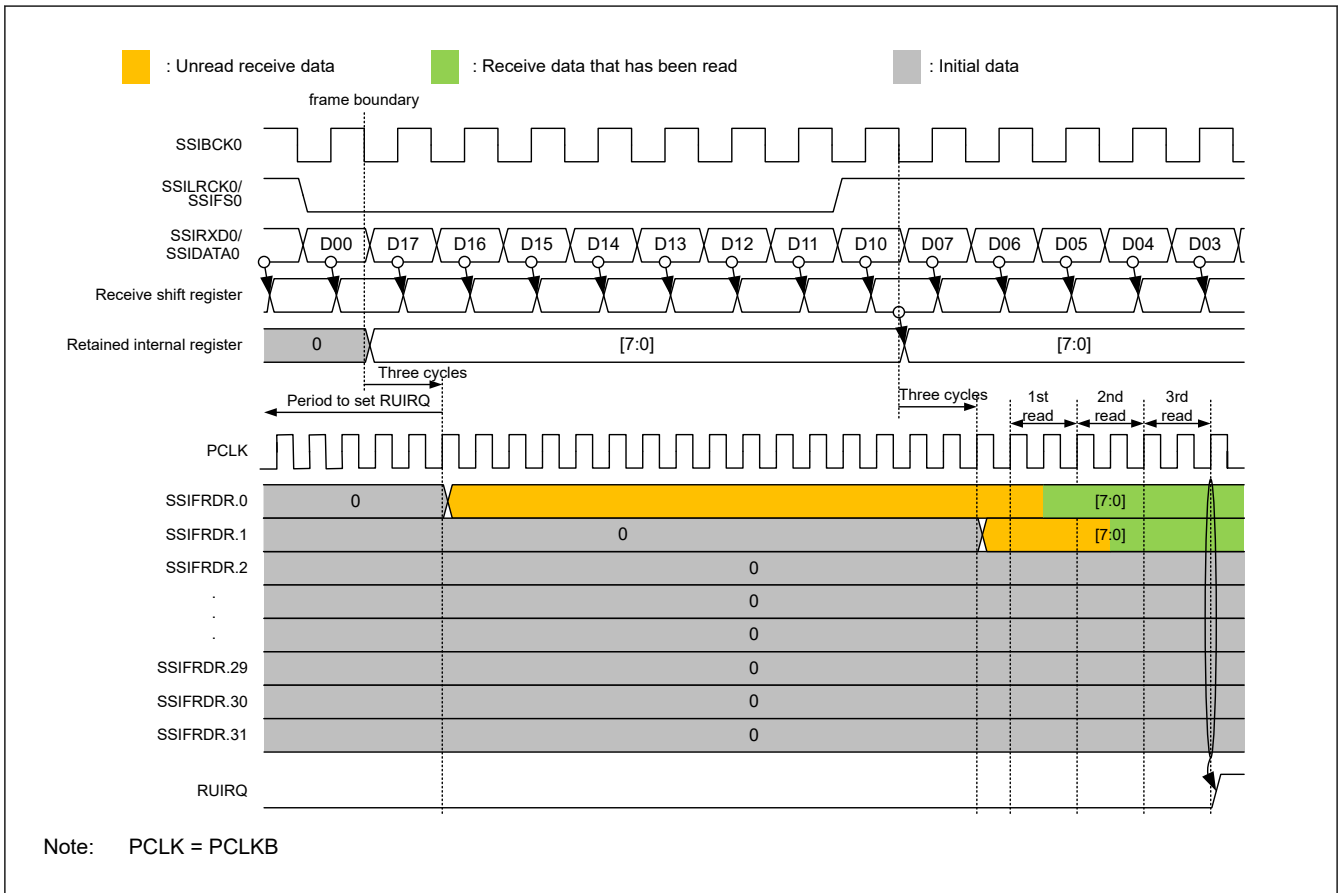 : Unread receive data : Receive data that has been read : Initial data
frame boundary
SSIBCK0
SSILRCK0/
SSIFS0
SSIRXD0/
SSIDATA0
D00 D17 D16 D15 D14 D13 D12 D11 D10 D07 D06 D05 D04 D03
Receive shift register
Retained internal register 0 [7:0] [7:0]
Three cycles Three cycles
Period to set RUIRQ
1st read 2nd read 3rd read
PCLK
SSIFRDR.0 0 [7:0]
SSIFRDR.1 0 [7:0]
SSIFRDR.2 0
. 0
.
. 0
SSIFRDR.29 0
SSIFRDR.30 0
SSIFRDR.31 0
RUIRQ
Note: PCLK = PCLKB